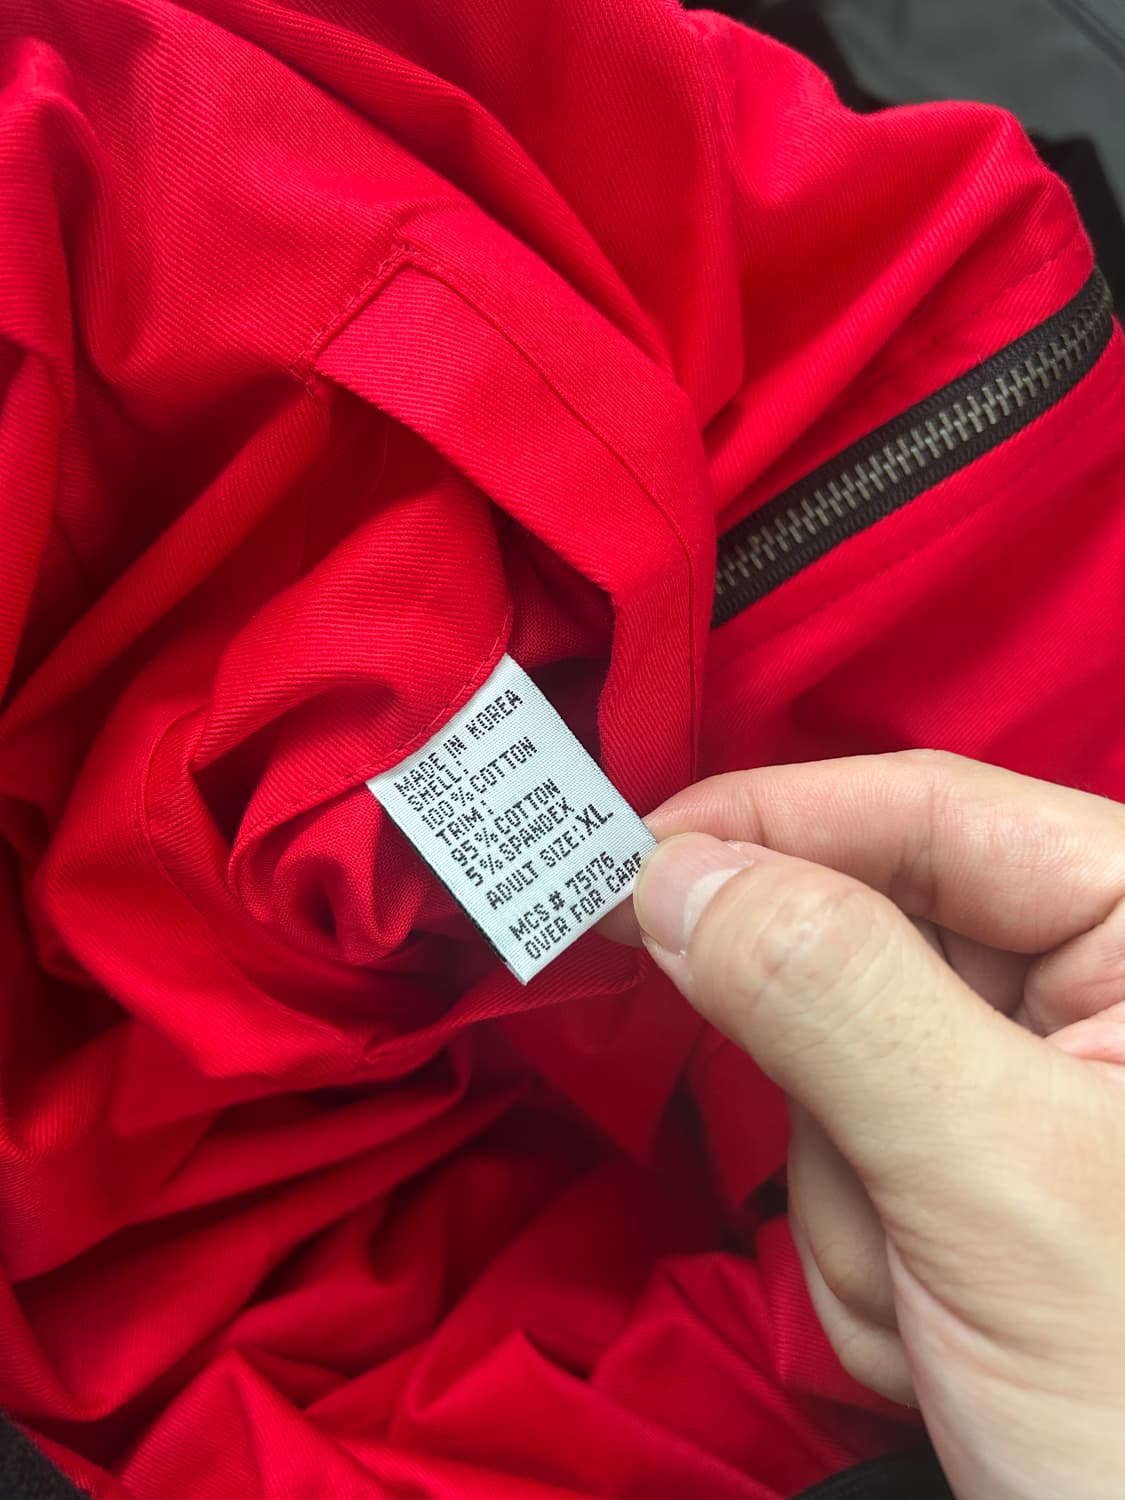 MADE IN KOREA
SHELL:
100%COTTON
TRIM:
95%COTTON
5%SPANDEX
ADULT SIZE:XL
MCS# 75176
OVER FOR CARE